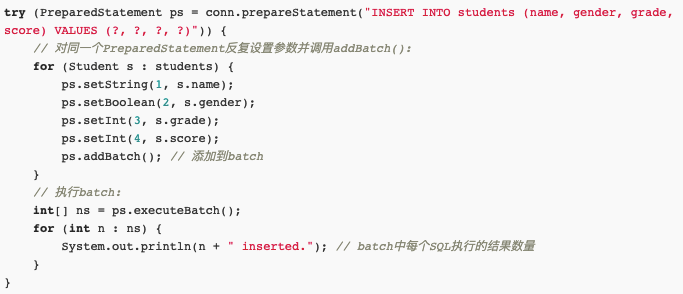 try (PreparedStatement ps = conn.prepareStatement("INSERT INTO students (name, gender, grade,
score) VALUES (?, ?, ?, ?)")) {
    // 对同一个PreparedStatement反复设置参数并调用addBatch():
    for (Student s : students) {
        ps.setString(1, s.name);
        ps.setBoolean(2, s.gender);
        ps.setInt(3, s.grade);
        ps.setInt(4, s.score);
        ps.addBatch(); // 添加到batch
    }
    // 执行batch:
    int[] ns = ps.executeBatch();
    for (int n : ns) {
        System.out.println(n + " inserted."); // batch中每个SQL执行的结果数量
    }
}